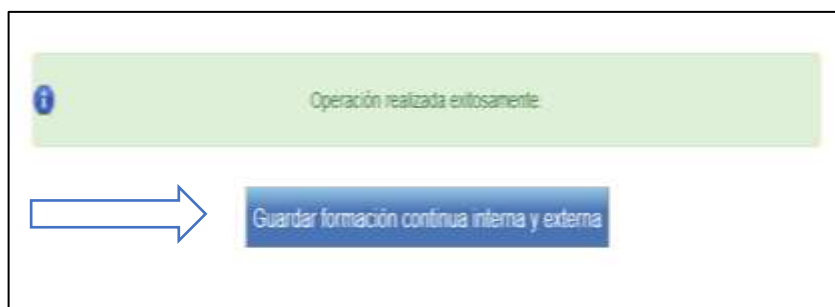 Operación realizada exitosamente
Guardar formación continua interna y externa